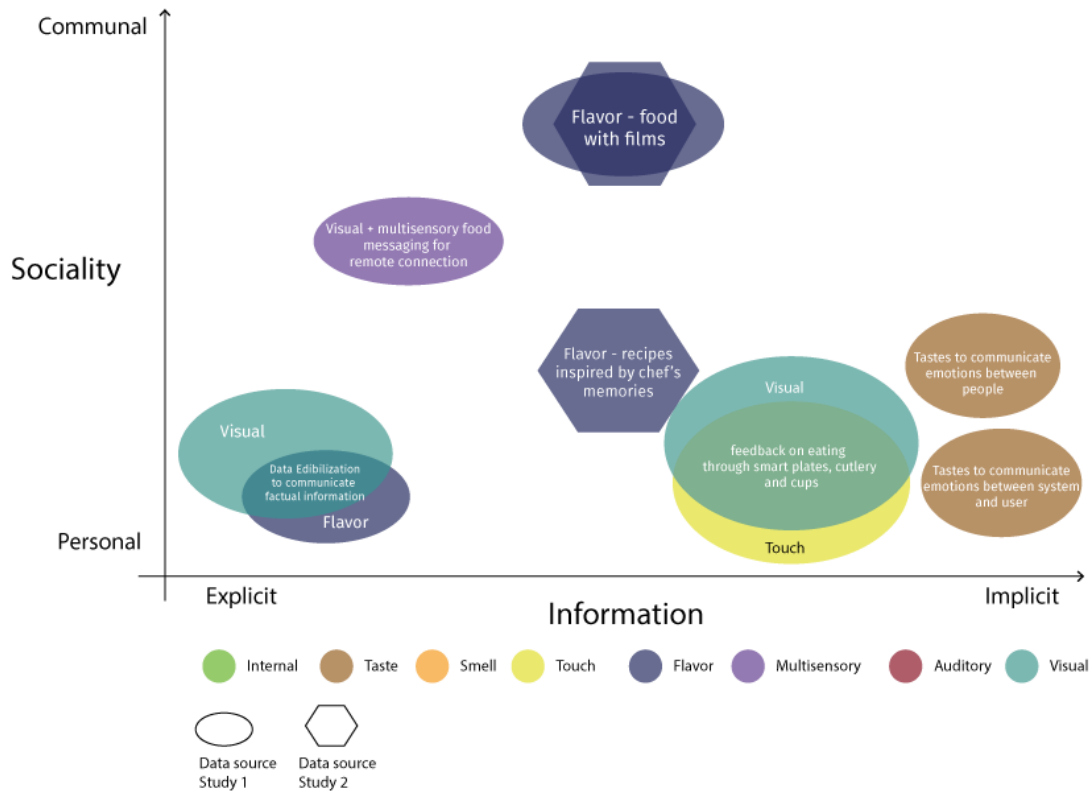 Communal
Flavor - food
with films
Visual + multisensory food
messaging for
remote connection
Sociality
Flavor - recipes
inspired by chef's
memories
Tastes to communicate
emotions between
people
Visual
Visual
feedback on eating
through smart plates, cutlery
and cups
Data Edibilization
to communicate
factual information
Tastes to communicate
emotions between system
and user
Flavor
Touch
Personal
Explicit
Information
Implicit
Internal
Taste
Smell
Touch
Flavor
Multisensory
Auditory
Visual
Data source
Study 1
Data source
Study 2